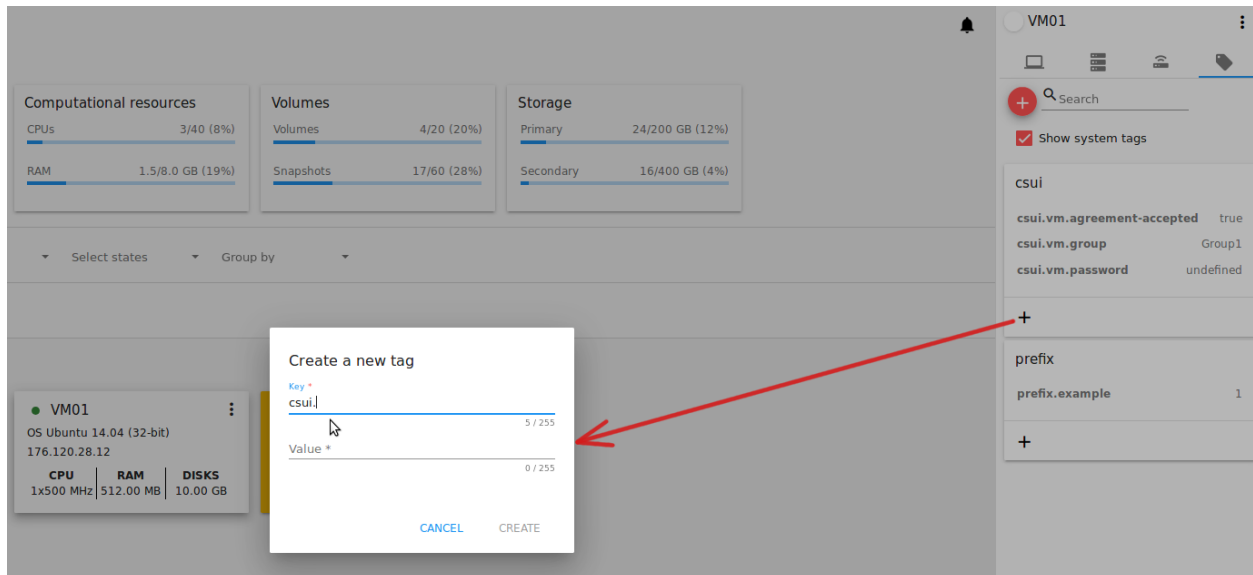 VM01
Computational resources
CPUs 3/40 (8%)
RAM 1.5/8.0 GB (19%)
Volumes
Volumes 4/20 (20%)
Snapshots 17/60 (28%)
Storage
Primary 24/200 GB (12%)
Secondary 16/400 GB (4%)
Select states
Group by
Search
Show system tags
csui
csui.vm.agreement-accepted true
csui.vm.group Group1
csui.vm.password undefined
+
prefix
prefix.example 1
+
Create a new tag
Key *
csui.
5 / 255
Value *
0 / 255
CANCEL CREATE
VM01
OS Ubuntu 14.04 (32-bit)
176.120.28.12
CPU RAM DISKS
1x500 MHz 512.00 MB 10.00 GB